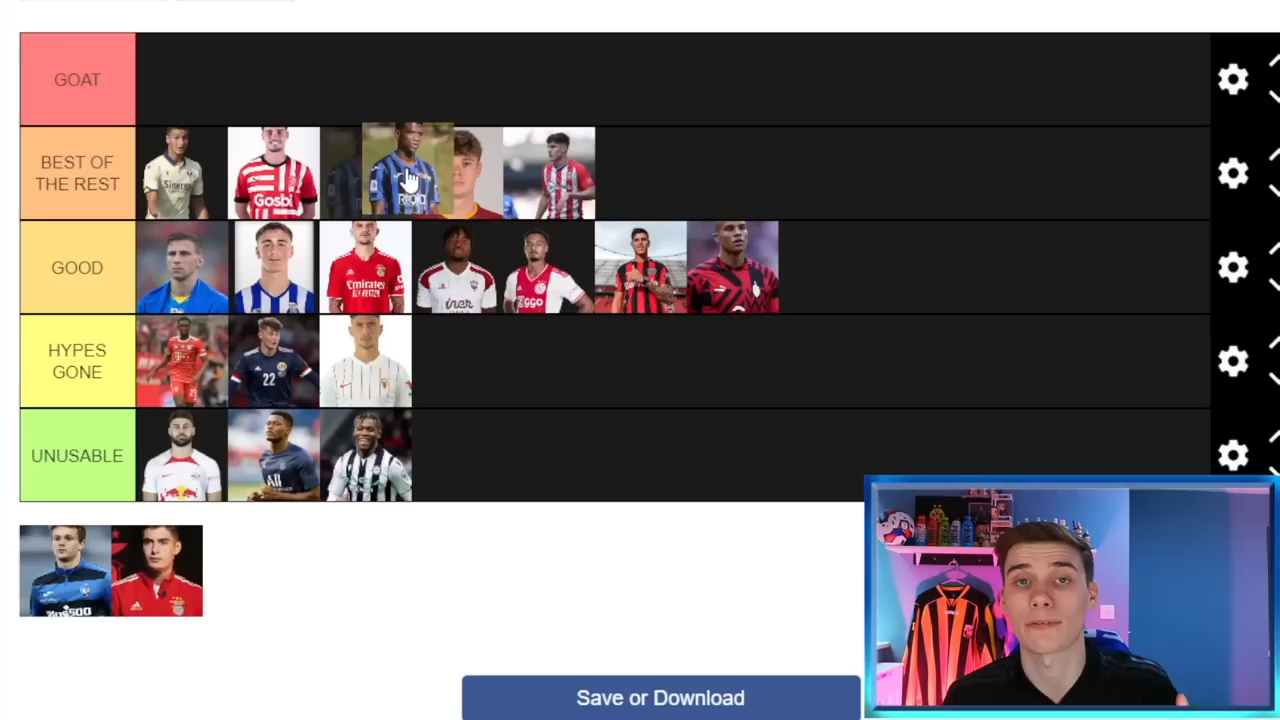 GOAT
BEST OF
THE REST
Gosbi
GOOD
Emirates
HYPES
GONE
22
UNUSABLE
Save or Download